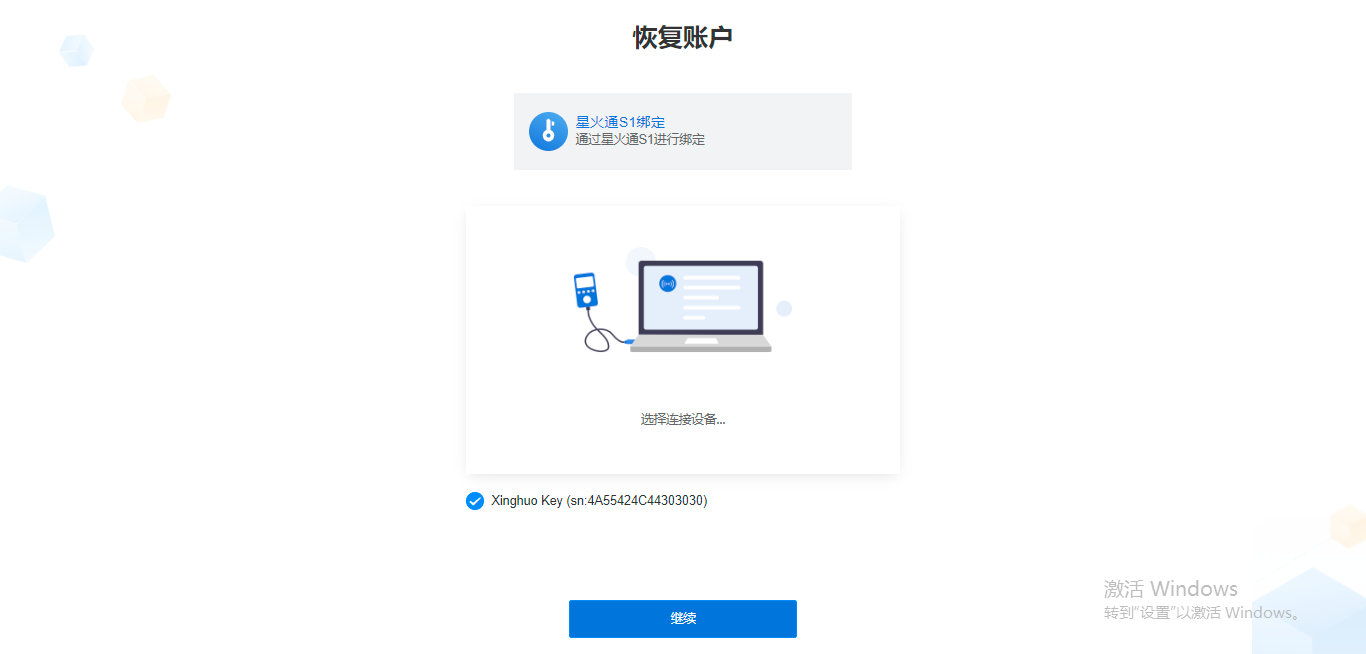 恢复账户
星火通S1绑定
通过星火通S1进行绑定
选择连接设备...
Xinghuo Key (sn:4A55424C44303030)
继续
激活 Windows
转到"设置"以激活 Windows。